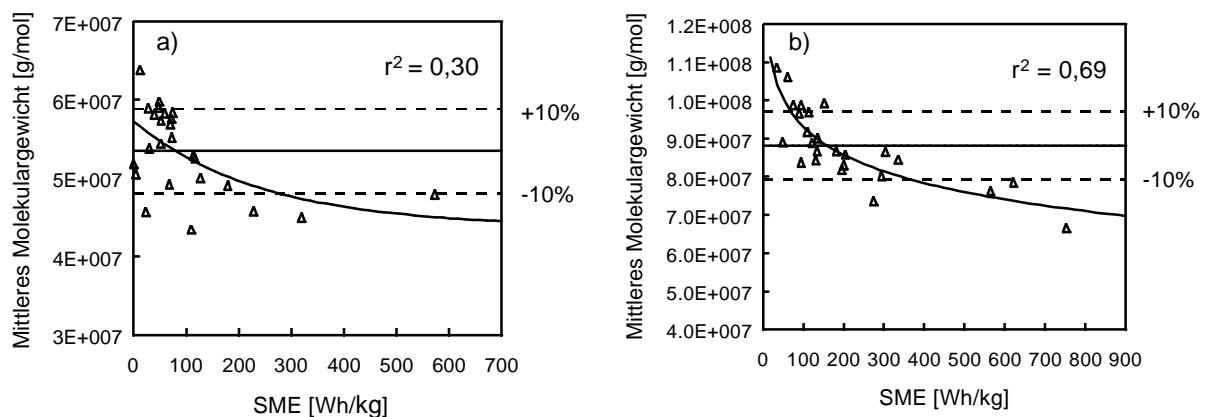 a)
r² = 0,30
7E+007
6E+007
5E+007
4E+007
3E+007
0 100 200 300 400 500 600 700
SME [Wh/kg]
Mittleres Molekulargewicht [g/mol]
+10%
-10%
b)
r² = 0,69
1.2E+008
1.1E+008
1.0E+008
9.0E+007
8.0E+007
7.0E+007
6.0E+007
5.0E+007
4.0E+007
0 100 200 300 400 500 600 700 800 900
SME [Wh/kg]
Mittleres Molekulargewicht [g/mol]
+10%
-10%